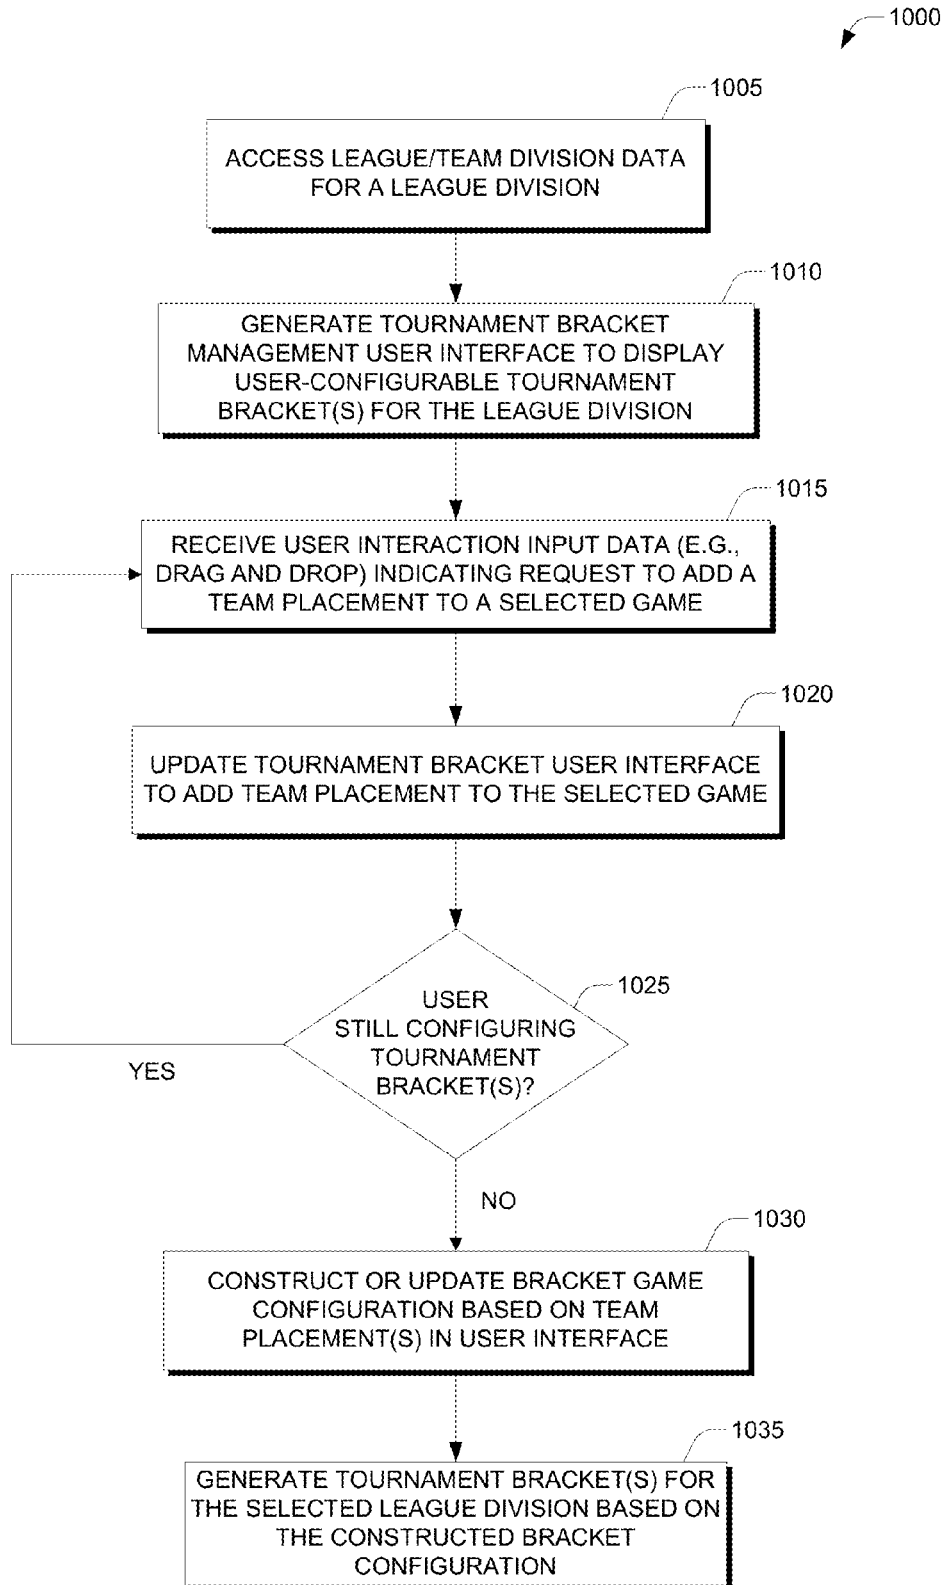 1000
1005
ACCESS LEAGUE/TEAM DIVISION DATA
FOR A LEAGUE DIVISION
1010
GENERATE TOURNAMENT BRACKET
MANAGEMENT USER INTERFACE TO DISPLAY
USER-CONFIGURABLE TOURNAMENT
BRACKET(S) FOR THE LEAGUE DIVISION
1015
RECEIVE USER INTERACTION INPUT DATA (E.G.,
DRAG AND DROP) INDICATING REQUEST TO ADD A
TEAM PLACEMENT TO A SELECTED GAME
1020
UPDATE TOURNAMENT BRACKET USER INTERFACE
TO ADD TEAM PLACEMENT TO THE SELECTED GAME
1025
USER
STILL CONFIGURING
TOURNAMENT
BRACKET(S)?
YES
NO
1030
CONSTRUCT OR UPDATE BRACKET GAME
CONFIGURATION BASED ON TEAM
PLACEMENT(S) IN USER INTERFACE
1035
GENERATE TOURNAMENT BRACKET(S) FOR
THE SELECTED LEAGUE DIVISION BASED ON
THE CONSTRUCTED BRACKET
CONFIGURATION